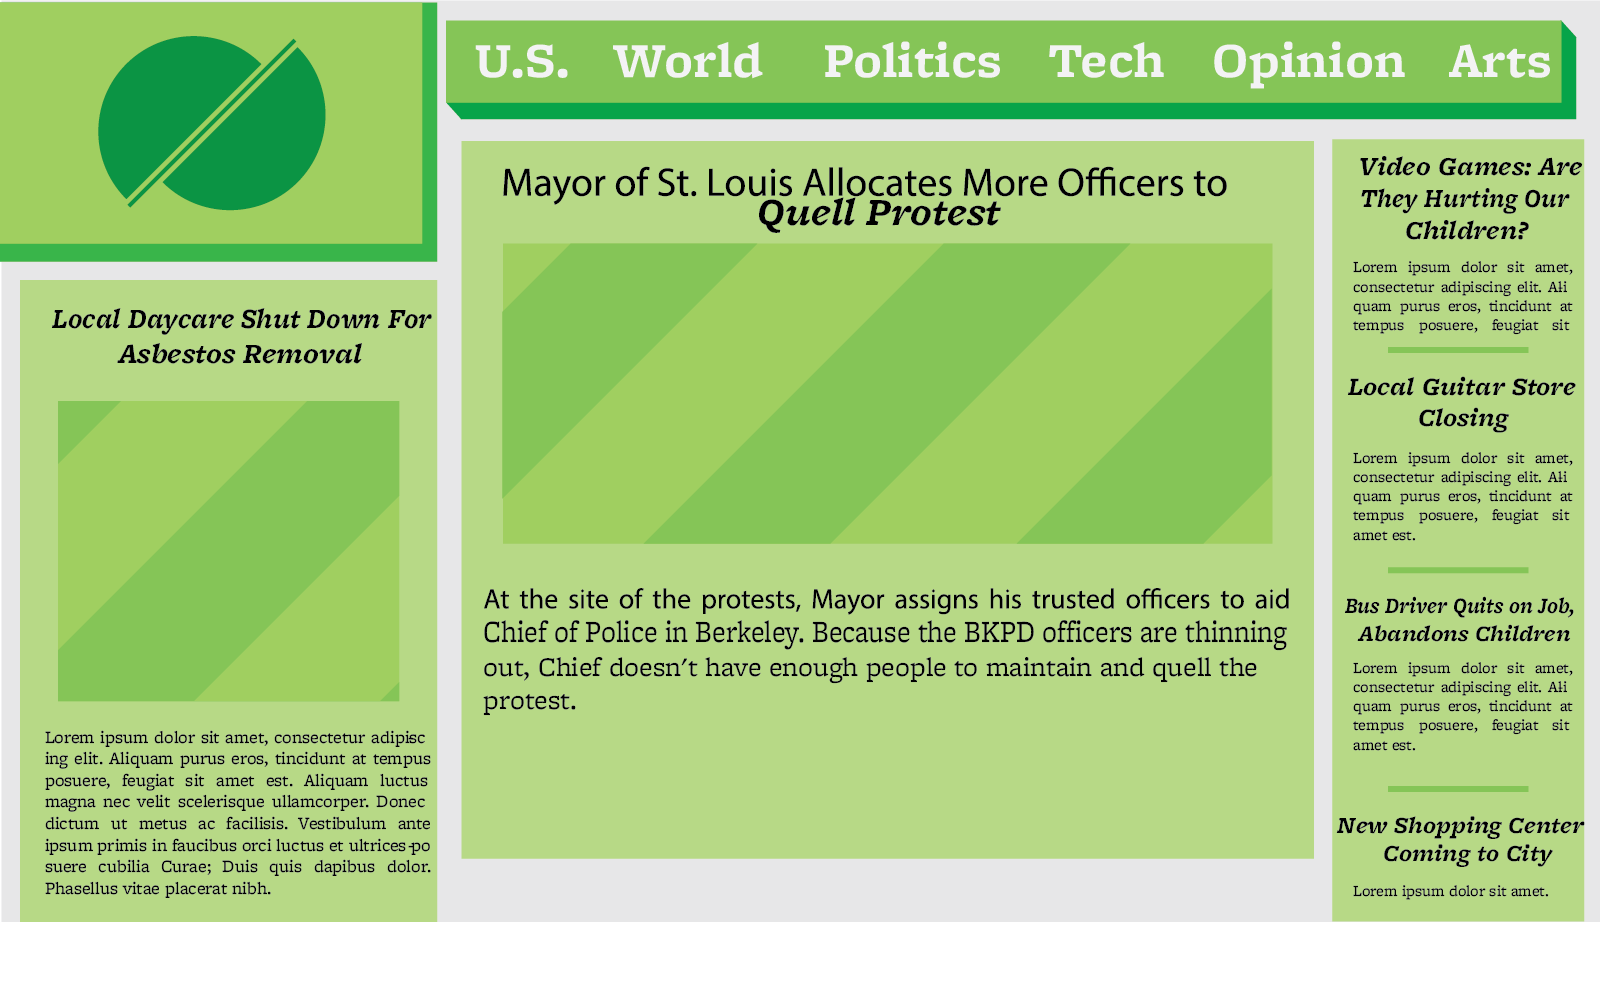 U.S. World Politics Tech Opinion Arts
Local Daycare Shut Down For
Asbestos Removal
Lorem ipsum dolor sit amet, consectetur adipisc
ing elit. Aliquam purus eros, tincidunt at tempus
posuere, feugiat sit amet est. Aliquam luctus
magna nec velit scelerisque ullamcorper. Donec
dictum ut metus ac facilisis. Vestibulum ante
ipsum primis in faucibus orci luctus et ultrices po
suere cubilia Curae; Duis quis dapibus dolor.
Phasellus vitae placerat nibh.
Mayor of St. Louis Allocates More Officers to
Quell Protest
At the site of the protests, Mayor assigns his trusted officers to aid
Chief of Police in Berkeley. Because the BKPD officers are thinning
out, Chief doesn't have enough people to maintain and quell the
protest.
Video Games: Are
They Hurting Our
Children?
Lorem ipsum dolor sit amet,
consectetur adipiscing elit. Ali
quam purus eros, tincidunt at
tempus posuere, feugiat sit
Local Guitar Store
Closing
Lorem ipsum dolor sit amet,
consectetur adipiscing elit. Ali
quam purus eros, tincidunt at
tempus posuere, feugiat sit
amet est.
Bus Driver Quits on Job,
Abandons Children
Lorem ipsum dolor sit amet,
consectetur adipiscing elit. Ali
quam purus eros, tincidunt at
tempus posuere, feugiat sit
amet est.
New Shopping Center
Coming to City
Lorem ipsum dolor sit amet.